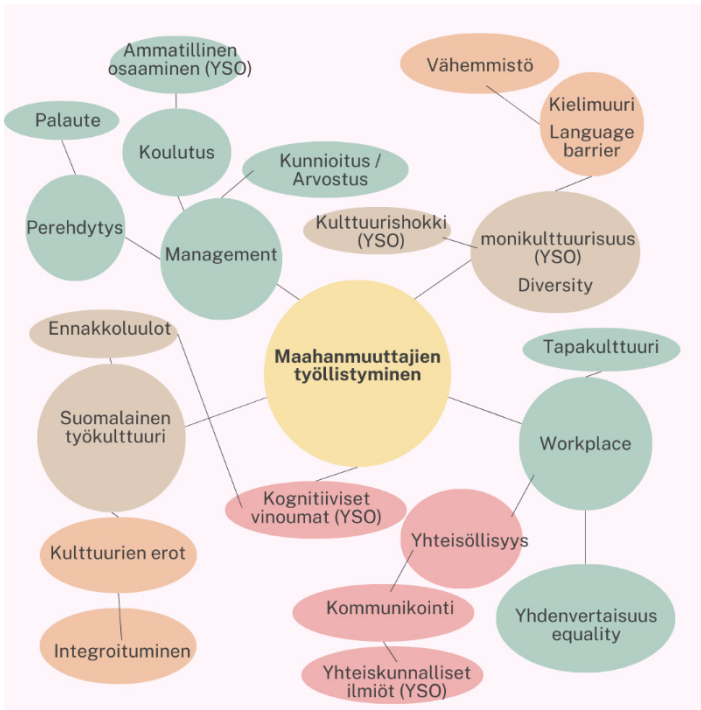 Ammatillinen
osaaminen (YSO)
Vähemmistö
Kielimuuri
Language
barrier
Palaute
Koulutus
Kunnioitus /
Arvostus
Perehdytys
Management
Kulttuurishokki
(YSO)
monikulttuurisuus
(YSO)
Diversity
Ennakkoluulot
Maahanmuuttajien
työllistyminen
Tapakulttuuri
Suomalainen
työkulttuuri
Workplace
Kognitiiviset
vinoumat (YSO)
Yhteisöllisyys
Kulttuurien erot
Kommunikointi
Yhdenvertaisuus
equality
Integroituminen
Yhteiskunnalliset
ilmiöt (YSO)